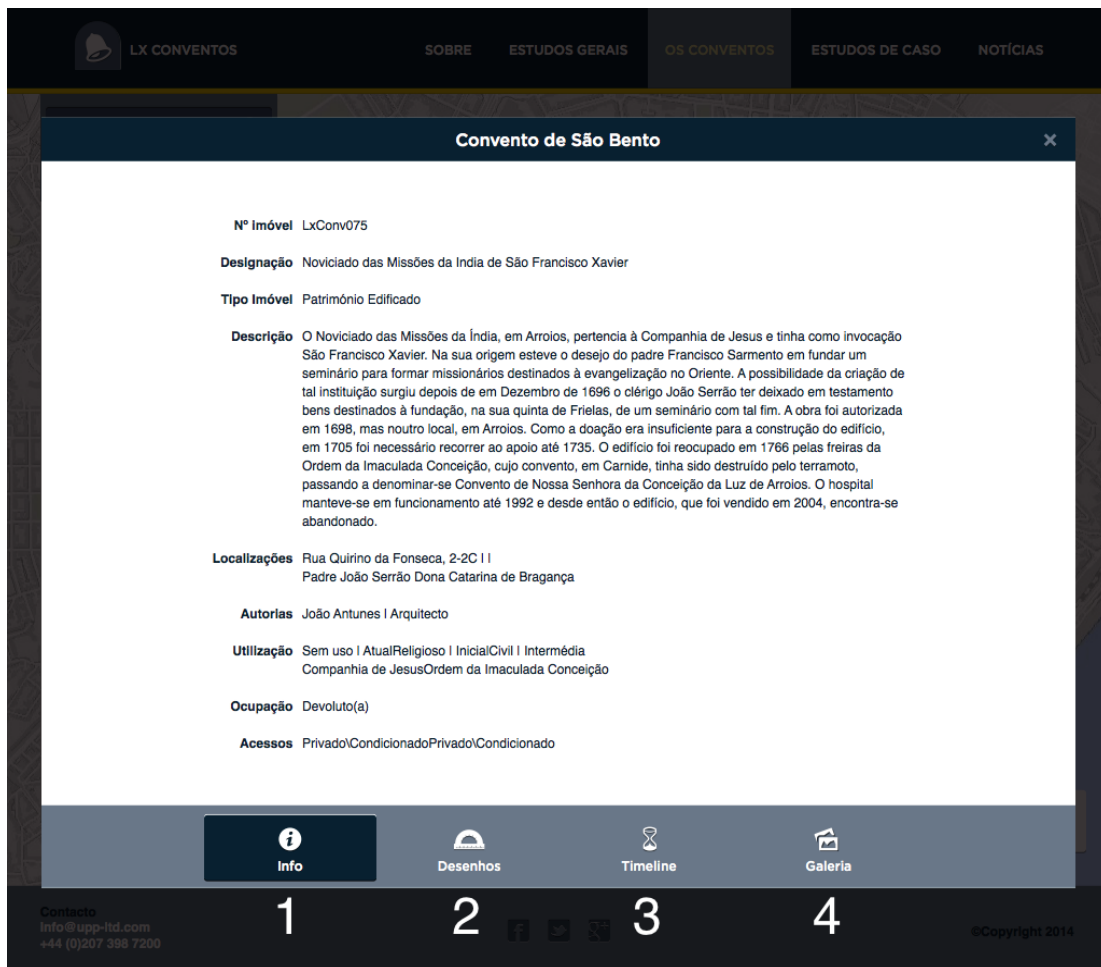 LX CONVENTOS
SOBRE
ESTUDOS GERAIS
OS CONVENTOS
ESTUDOS DE CASO
NOTÍCIAS
Convento de São Bento
×
Nº imóvel LxConv075
Designação Noviciado das Missões da India de São Francisco Xavier
Tipo Imóvel Património Edificado
Descrição O Noviciado das Missões da Índia, em Arroios, pertencia à Companhia de Jesus e tinha como invocação
São Francisco Xavier. Na sua origem esteve o desejo do padre Francisco Sarmento em fundar um
seminário para formar missionários destinados à evangelização no Oriente. A possibilidade da criação de
tal instituição surgiu depois de em Dezembro de 1696 o clérigo João Serrão ter deixado em testamento
bens destinados à fundação, na sua quinta de Frielas, de um seminário com tal fim. A obra foi autorizada
em 1698, mas noutro local, em Arroios. Como a doação era insuficiente para a construção do edifício,
em 1705 foi necessário recorrer ao apoio até 1735. O edifício foi reocupado em 1766 pelas freiras da
Ordem da Imaculada Conceição, cujo convento, em Carnide, tinha sido destruído pelo terramoto,
passando a denominar-se Convento de Nossa Senhora da Conceição da Luz de Arroios. O hospital
manteve-se em funcionamento até 1992 e desde então o edifício, que foi vendido em 2004, encontra-se
abandonado.
Localizações Rua Quirino da Fonseca, 2-2C | |
Padre João Serrão Dona Catarina de Bragança
Autorias João Antunes | Arquitecto
Utilização Sem uso | AtualReligioso | InicialCivil | Intermédia
Companhia de JesusOrdem da Imaculada Conceição
Ocupação Devoluto(a)
Acessos Privado\CondicionadoPrivado\Condicionado
Info
Desenhos
Timeline
Galeria
1
2
3
4
Contacto
info@upp-ltd.com
+44 (0)207 398 7200
©Copyright 2014